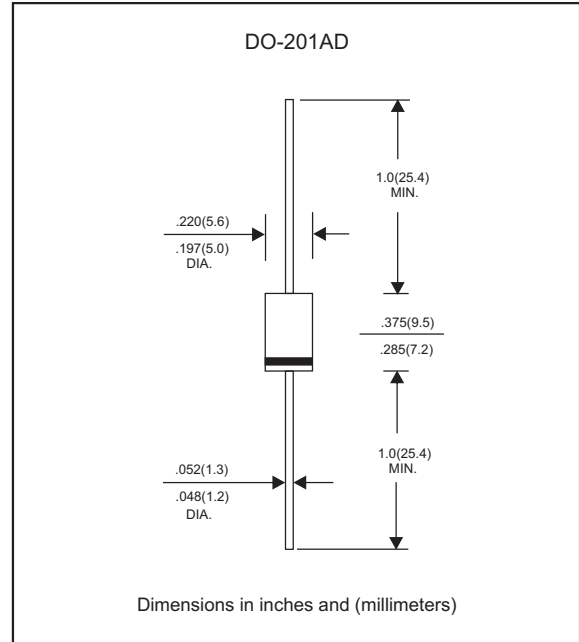 DO-201AD
1.0(25.4)
MIN.
.220(5.6)
.197(5.0)
DIA.
.375(9.5)
.285(7.2)
1.0(25.4)
MIN.
.052(1.3)
.048(1.2)
DIA.
Dimensions in inches and (millimeters)